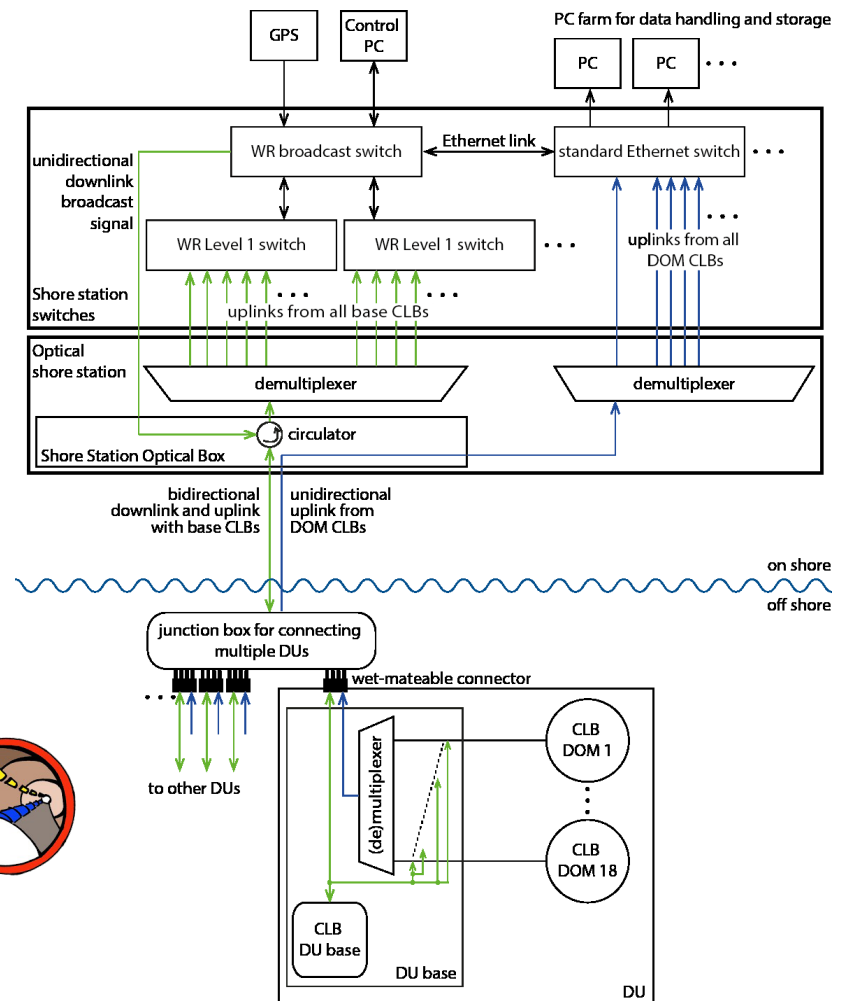 PC farm for data handling and storage
GPS
Control
PC
PC
PC
unidirectional
downlink
broadcast
signal
WR broadcast switch
Ethernet link
standard Ethernet switch
WR Level 1 switch
WR Level 1 switch
uplinks from all
DOM CLBs
Shore station
switches
uplinks from all base CLBs
Optical
shore station
demultiplexer
demultiplexer
circulator
Shore Station Optical Box
bidirectional
downlink and uplink
with base CLBs
unidirectional
uplink from
DOM CLBs
on shore
off shore
junction box for connecting
multiple DUs
wet-mateable connector
to other DUs
(de)multiplexer
CLB
DOM 1
CLB
DOM 18
CLB
DU base
DU base
DU